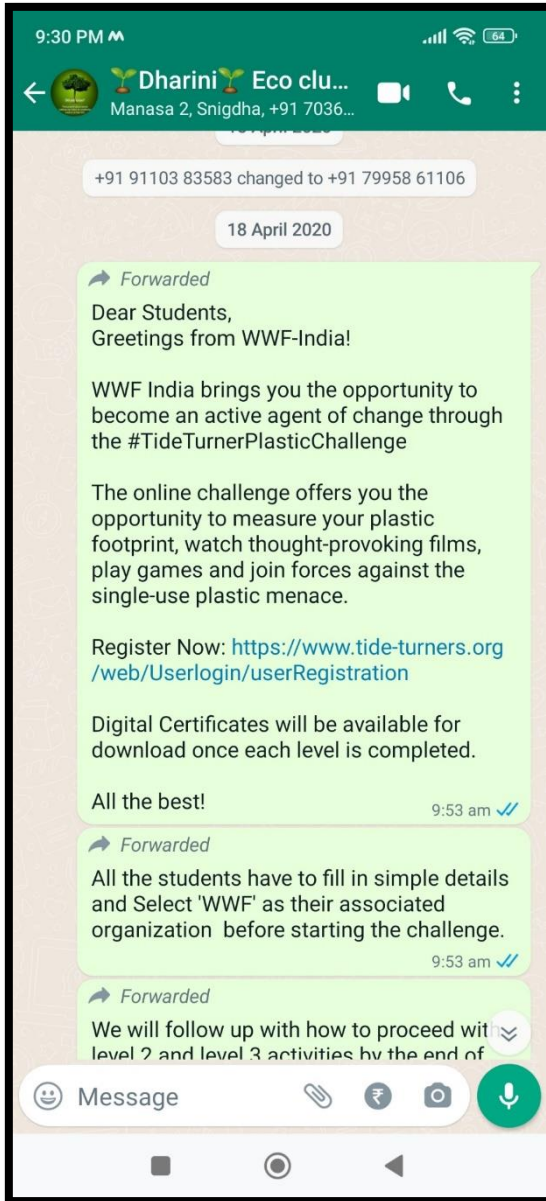 9:30 PM
64
🌱Dharini🌱 Eco clu...
Manasa 2, Snigdha, +91 7036...
+91 91103 83583 changed to +91 79958 61106
18 April 2020
Forwarded
Dear Students,
Greetings from WWF-India!
WWF India brings you the opportunity to
become an active agent of change through
the #TideTurnerPlasticChallenge
The online challenge offers you the
opportunity to measure your plastic
footprint, watch thought-provoking films,
play games and join forces against the
single-use plastic menace.
Register Now: https://www.tide-turners.org
/web/Userlogin/userRegistration
Digital Certificates will be available for
download once each level is completed.
All the best!
9:53 am
Forwarded
All the students have to fill in simple details
and Select 'WWF' as their associated
organization  before starting the challenge.
9:53 am
Forwarded
We will follow up with how to proceed with
level 2 and level 3 activities by the end of
Message
₹